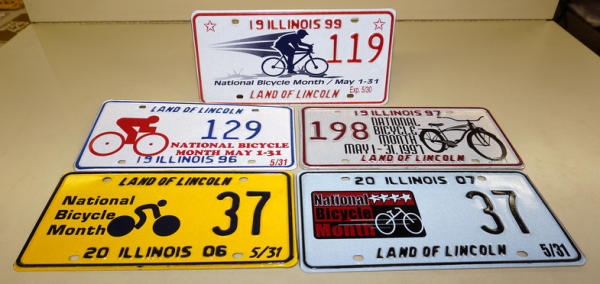 19 ILLINOIS 99
119
National Bicycle Month / May 1-31
Exp. 5/30
LAND OF LINCOLN
LAND OF LINCOLN
129
NATIONAL BICYCLE
MONTH MAY 1-31
19 ILLINOIS 96
5/31
19 ILLINOIS 97
198
NATIONAL
BICYCLE
MONTH
MAY 1-31 1997
LAND OF LINCOLN
LAND OF LINCOLN
National
Bicycle
Month
37
20 ILLINOIS 06
5/31
20 ILLINOIS 07
National
Bicycle
Month
37
LAND OF LINCOLN
5/31